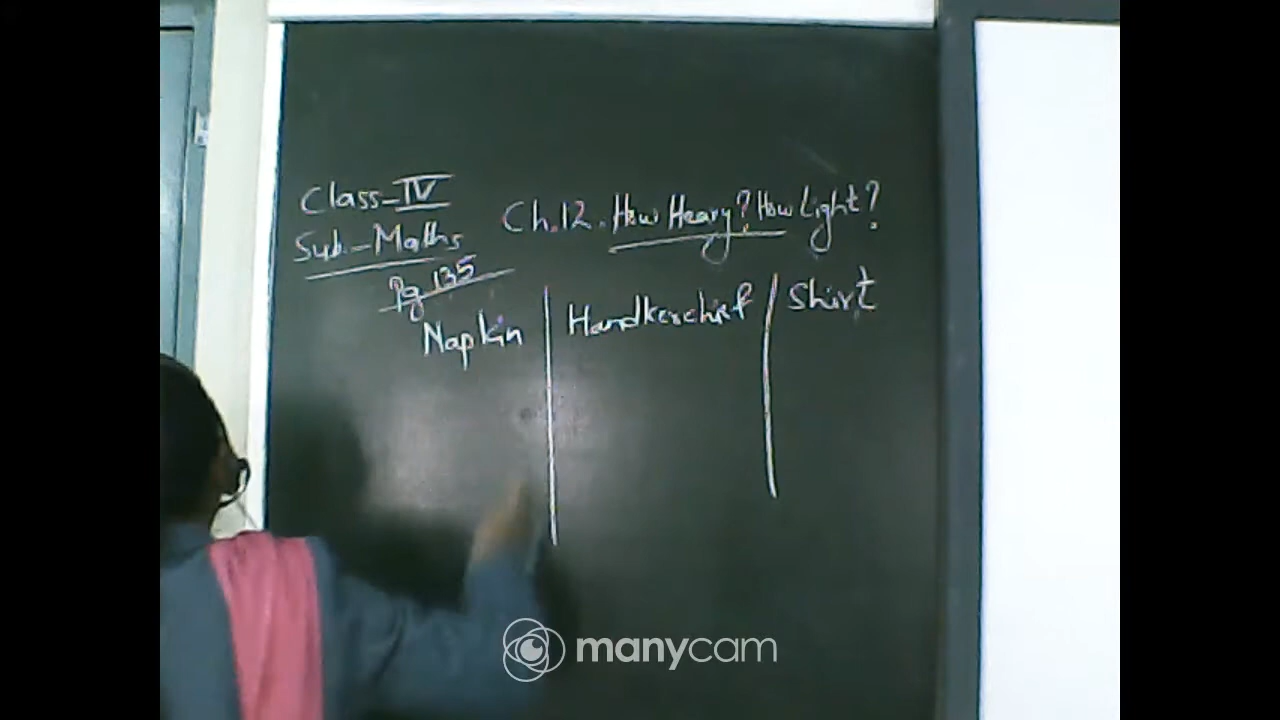 Class-IV
Sub-Maths
Ch.12. How Heavy? How Light?
Pg 135
Napkin Handkerchief Shirt
manycam